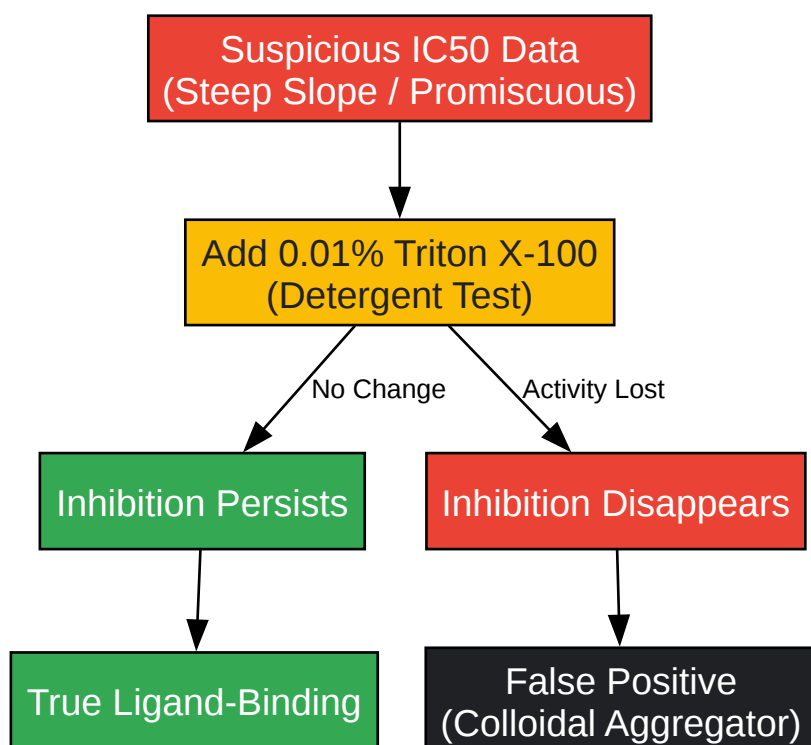 Suspicious IC50 Data
(Steep Slope / Promiscuous)
Add 0.01% Triton X-100
(Detergent Test)
No Change
Activity Lost
Inhibition Persists
Inhibition Disappears
True Ligand-Binding
False Positive
(Colloidal Aggregator)